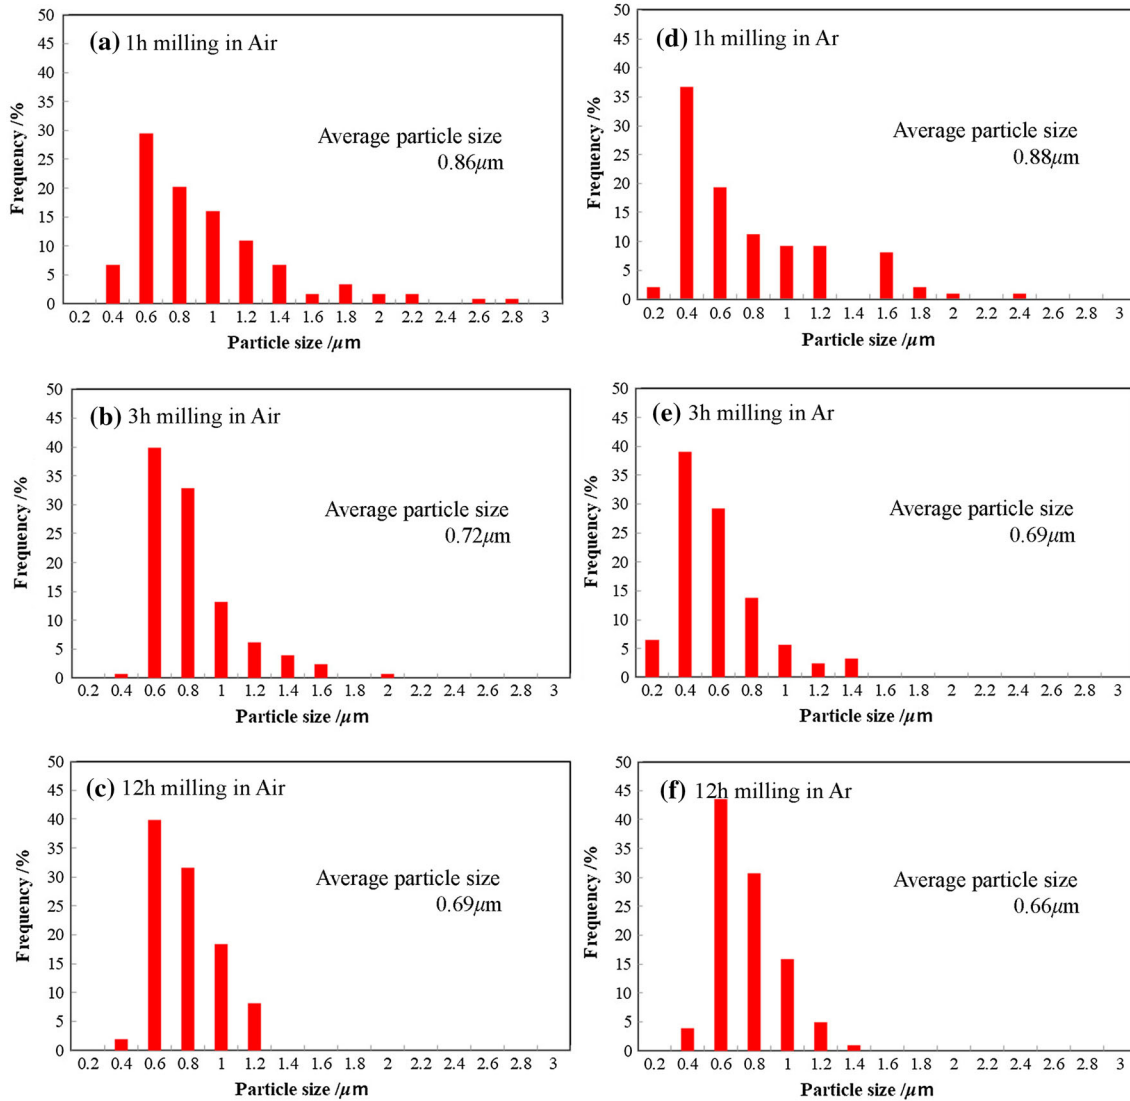 (a) 1h milling in Air
Frequency /%
50
45
40
35
30
25
20
15
10
5
0
Average particle size
0.86μm
0.2 0.4 0.6 0.8 1 1.2 1.4 1.6 1.8 2 2.2 2.4 2.6 2.8 3
Particle size /μm
(d) 1h milling in Ar
Frequency /%
50
45
40
35
30
25
20
15
10
5
0
Average particle size
0.88μm
0.2 0.4 0.6 0.8 1 1.2 1.4 1.6 1.8 2 2.2 2.4 2.6 2.8 3
Particle size /μm
(b) 3h milling in Air
Frequency /%
50
45
40
35
30
25
20
15
10
5
0
Average particle size
0.72μm
0.2 0.4 0.6 0.8 1 1.2 1.4 1.6 1.8 2 2.2 2.4 2.6 2.8 3
Particle size /μm
(e) 3h milling in Ar
Frequency /%
50
45
40
35
30
25
20
15
10
5
0
Average particle size
0.69μm
0.2 0.4 0.6 0.8 1 1.2 1.4 1.6 1.8 2 2.2 2.4 2.6 2.8 3
Particle size /μm
(c) 12h milling in Air
Frequency /%
50
45
40
35
30
25
20
15
10
5
0
Average particle size
0.69μm
0.2 0.4 0.6 0.8 1 1.2 1.4 1.6 1.8 2 2.2 2.4 2.6 2.8 3
Particle size /μm
(f) 12h milling in Ar
Frequency /%
50
45
40
35
30
25
20
15
10
5
0
Average particle size
0.66μm
0.2 0.4 0.6 0.8 1 1.2 1.4 1.6 1.8 2 2.2 2.4 2.6 2.8 3
Particle size /μm